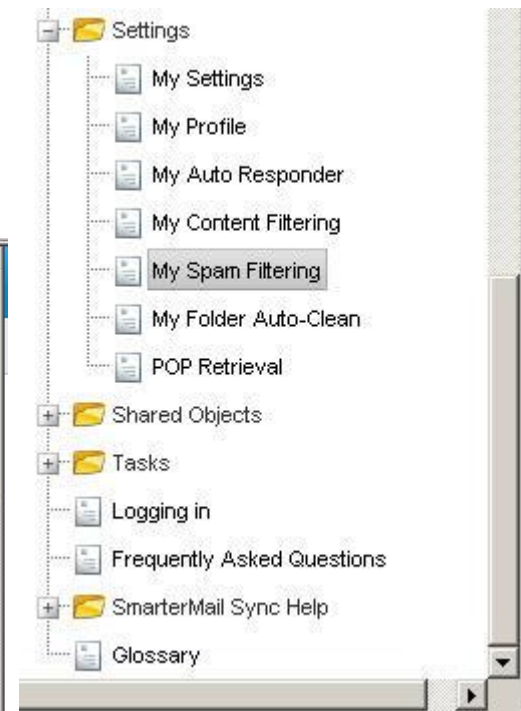 Settings
My Settings
My Profile
My Auto Responder
My Content Filtering
My Spam Filtering
My Folder Auto-Clean
POP Retrieval
Shared Objects
Tasks
Logging in
Frequently Asked Questions
SmarterMail Sync Help
Glossary